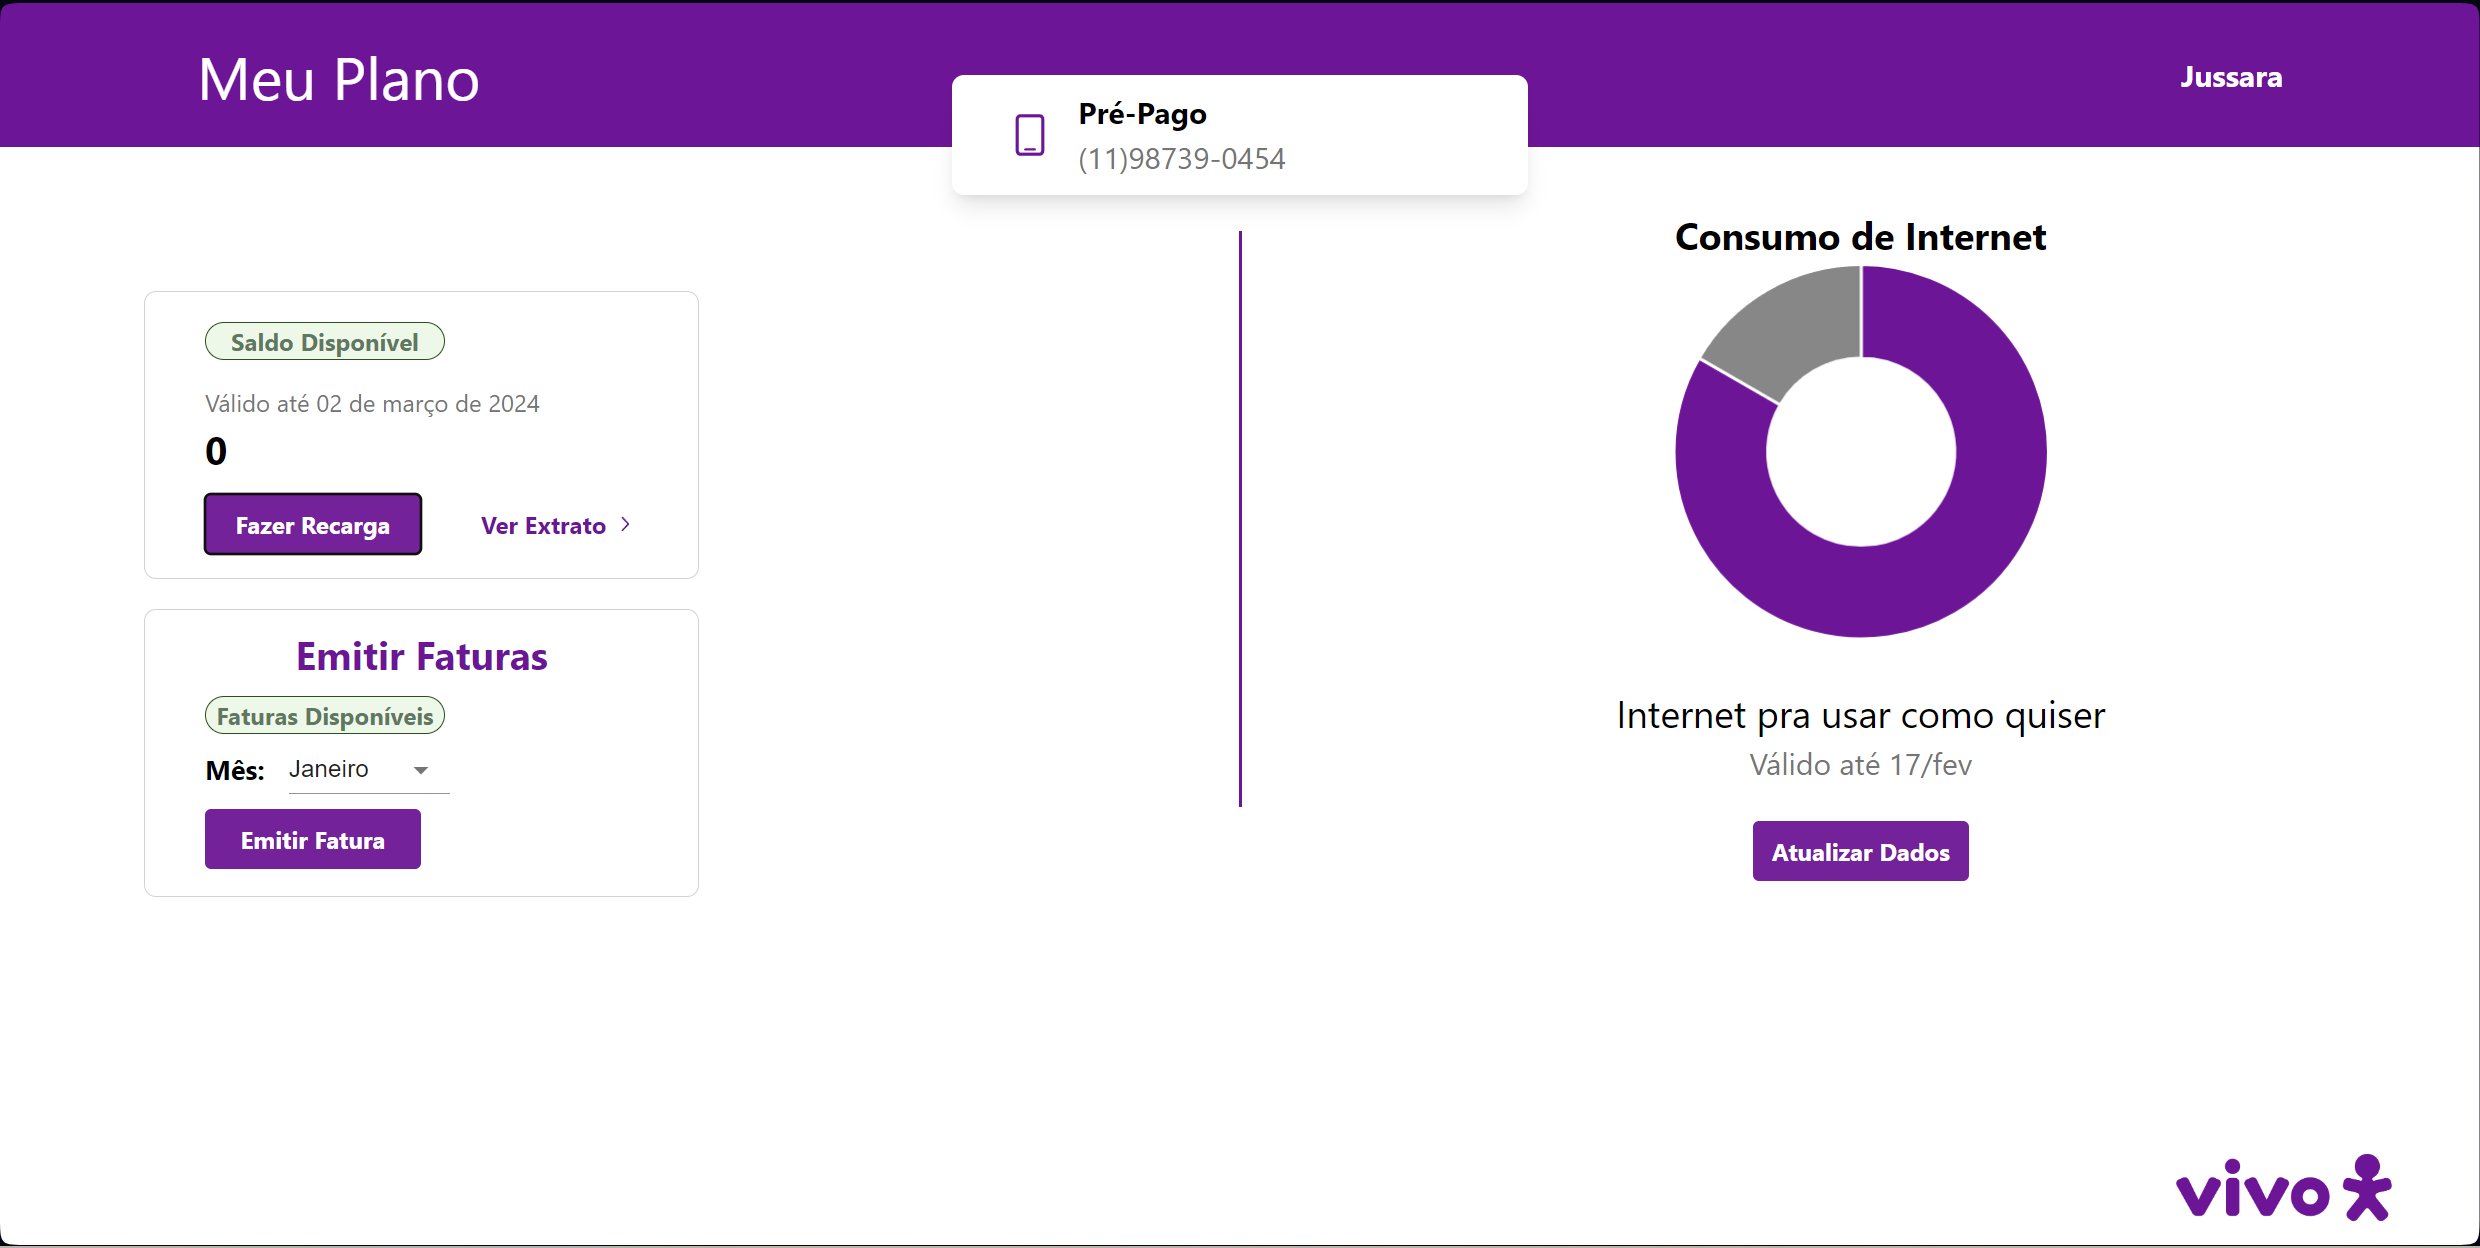 Meu Plano
Jussara
Pré-Pago
(11)98739-0454
Saldo Disponível
Válido até 02 de março de 2024
0
Fazer Recarga
Ver Extrato
Emitir Faturas
Faturas Disponíveis
Mês: Janeiro
Emitir Fatura
Consumo de Internet
Internet pra usar como quiser
Válido até 17/fev
Atualizar Dados
vivo